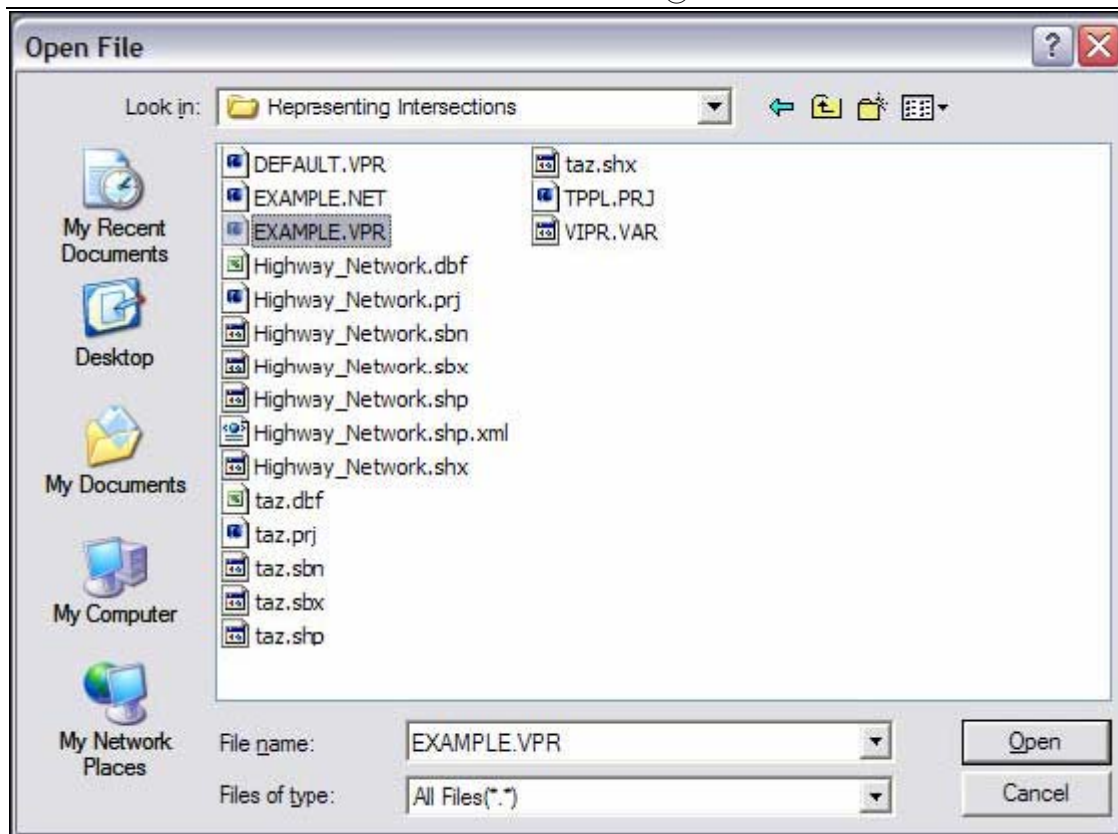 Open File
Look in:
Representing Intersections
My Recent
Documents
Desktop
My Documents
My Computer
My Network
Places
DEFAULT.VPR
EXAMPLE.NET
EXAMPLE.VPR
Highway_Network.dbf
Highway_Network.prj
Highway_Network.sbn
Highway_Network.sbx
Highway_Network.shp
Highway_Network.shp.xml
Highway_Network.shx
taz.dbf
taz.prj
taz.sbn
taz.sbx
taz.shp
taz.shx
TPPL.PRJ
VIPR.VAR
File name:
EXAMPLE.VPR
Open
Files of type:
All Files(*.*)
Cancel